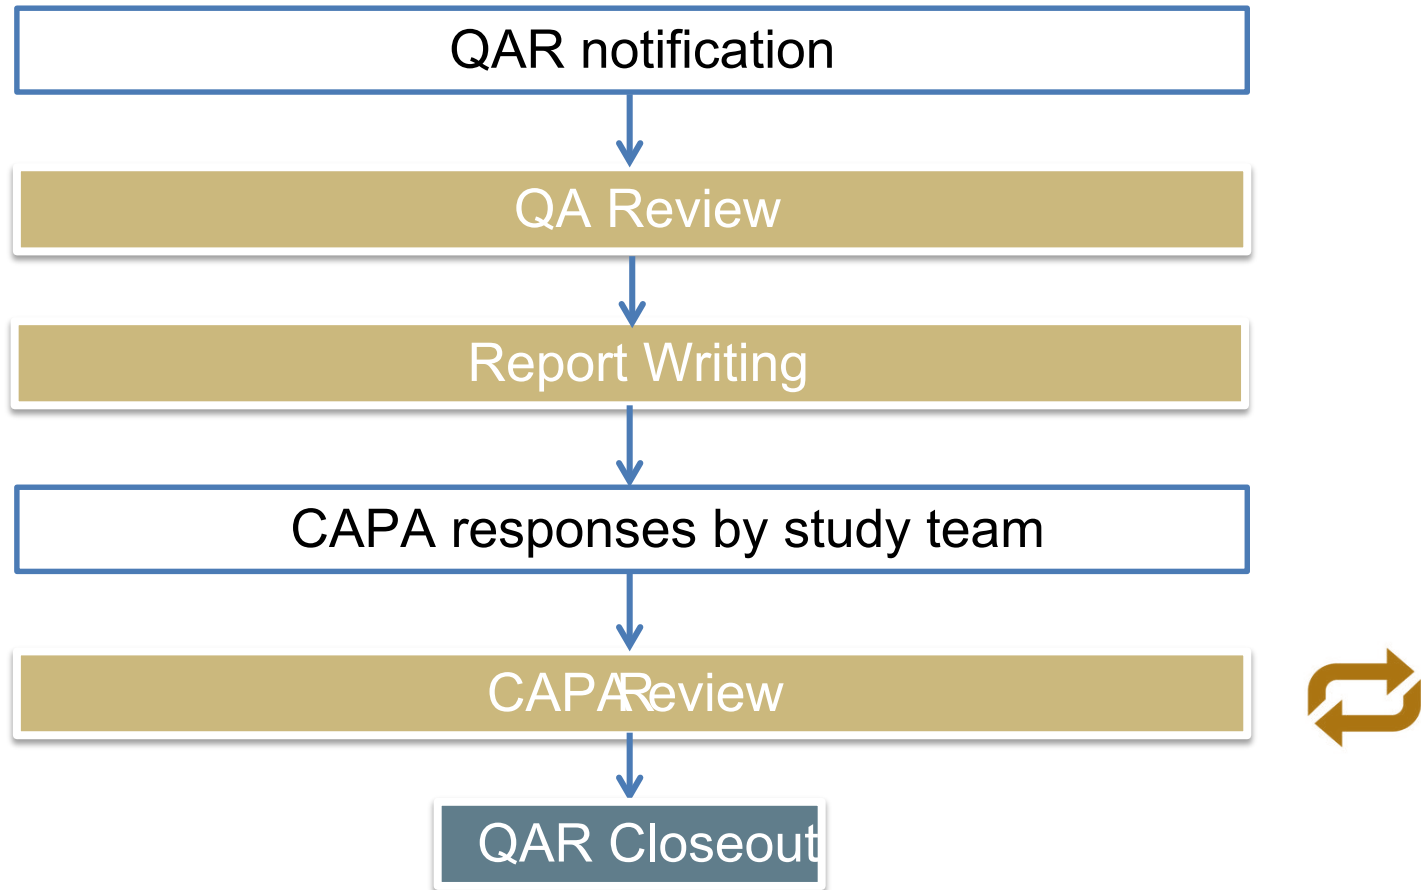 QAR notification
QA Review
Report Writing
CAPA responses by study team
CAPA Review
QAR Closeout